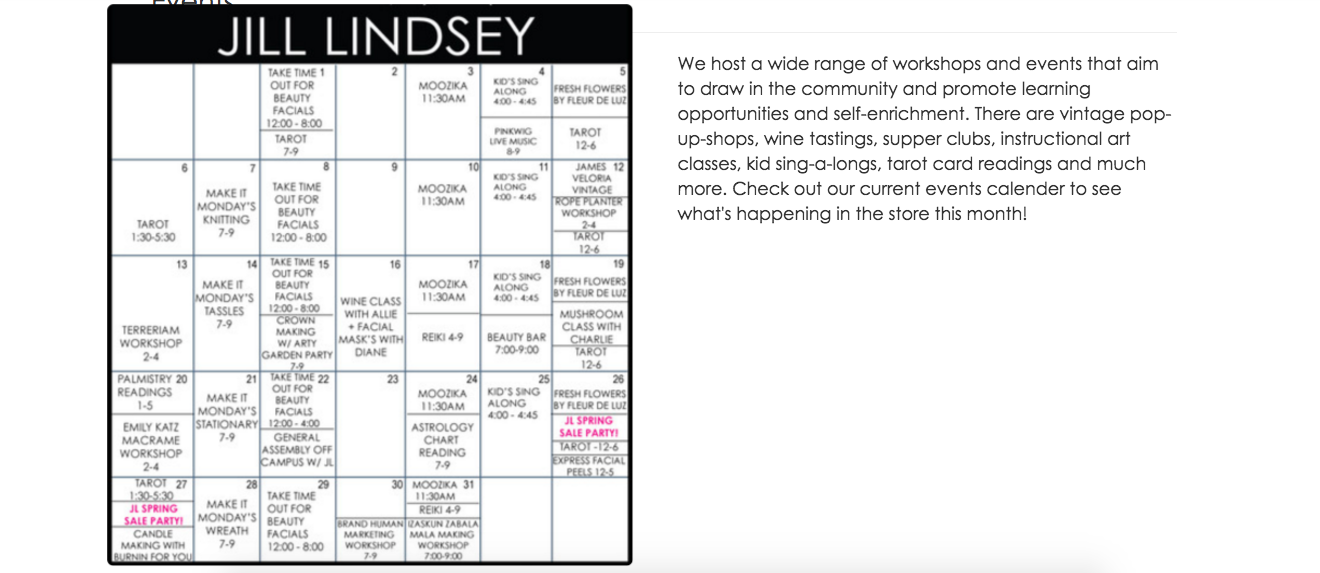 Events
JILL LINDSEY
TAKE TIME 1
OUT FOR
BEAUTY
FACIALS
12:00 - 8:00
TAROT
7-9
2
3
MOOZIKA
11:30AM
4
KID'S SING
ALONG
4:00 - 4:45
PINKWIG
LIVE MUSIC
8-9
5
FRESH FLOWERS
BY FLEUR DE LUZ
TAROT
12-6
6
TAROT
1:30-5:30
7
MAKE IT
MONDAY'S
KNITTING
7-9
8
TAKE TIME
OUT FOR
BEAUTY
FACIALS
12:00 - 8:00
9
10
MOOZIKA
11:30AM
11
KID'S SING
ALONG
4:00 - 4:45
JAMES 12
VELORIA
VINTAGE
ROPE PLANTER
WORKSHOP
2-4
TAROT
12-6
13
TERRERIAM
WORKSHOP
2-4
14
MAKE IT
MONDAY'S
TASSLES
7-9
TAKE TIME 15
OUT FOR
BEAUTY
FACIALS
12:00 - 8:00
CROWN
MAKING
W/ ARTY
GARDEN PARTY
7-9
16
WINE CLASS
WITH ALLIE
+ FACIAL
MASK'S WITH
DIANE
17
MOOZIKA
11:30AM
REIKI 4-9
18
KID'S SING
ALONG
4:00 - 4:45
BEAUTY BAR
7:00-9:00
19
FRESH FLOWERS
BY FLEUR DE LUZ
MUSHROOM
CLASS WITH
CHARLIE
TAROT
12-6
PALMISTRY 20
READINGS
1-5
EMILY KATZ
MACRAME
WORKSHOP
2-4
21
MAKE IT
MONDAY'S
STATIONARY
7-9
TAKE TIME 22
OUT FOR
BEAUTY
FACIALS
12:00 - 4:00
GENERAL
ASSEMBLY OFF
CAMPUS W/ JL
23
24
MOOZIKA
11:30AM
ASTROLOGY
CHART
READING
7-9
25
KID'S SING
ALONG
4:00 - 4:45
26
FRESH FLOWERS
BY FLEUR DE LUZ
JL SPRING
SALE PARTY!
TAROT -12-6
EXPRESS FACIAL
PEELS 12-5
TAROT 27
1:30-5:30
JL SPRING
SALE PARTY!
CANDLE
MAKING WITH
BURNIN FOR YOU
28
MAKE IT
MONDAY'S
WREATH
7-9
29
TAKE TIME
OUT FOR
BEAUTY
FACIALS
12:00 - 8:00
30
BRAND HUMAN
MARKETING
WORKSHOP
7-9
MOOZIKA 31
11:30AM
REIKI 4-9
IZASKUN ZABALA
MALA MAKING
WORKSHOP
7:00-9:00
We host a wide range of workshops and events that aim
to draw in the community and promote learning
opportunities and self-enrichment. There are vintage pop-
up-shops, wine tastings, supper clubs, instructional art
classes, kid sing-a-longs, tarot card readings and much
more. Check out our current events calender to see
what's happening in the store this month!